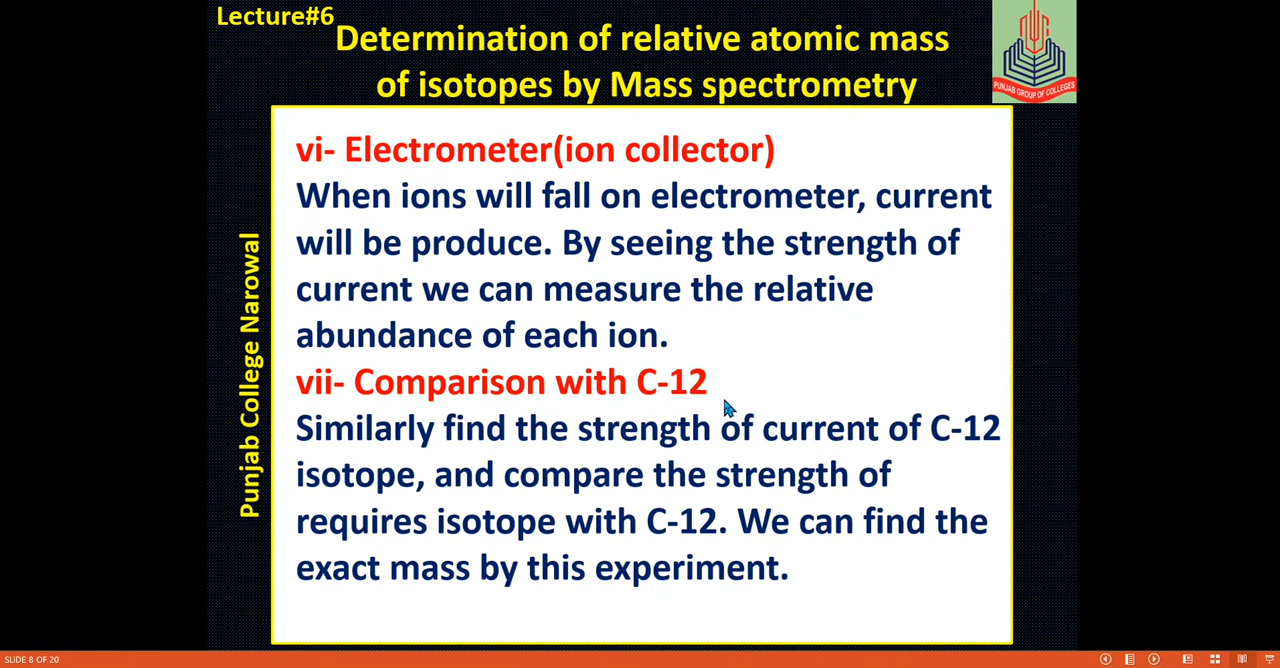 Lecture#6
Determination of relative atomic mass
of isotopes by Mass spectrometry
PUNJAB GROUP OF COLLEGES
Punjab College Narowal
vi- Electrometer(ion collector)
When ions will fall on electrometer, current
will be produce. By seeing the strength of
current we can measure the relative
abundance of each ion.
vii- Comparison with C-12
Similarly find the strength of current of C-12
isotope, and compare the strength of
requires isotope with C-12. We can find the
exact mass by this experiment.
SLIDE 8 OF 20